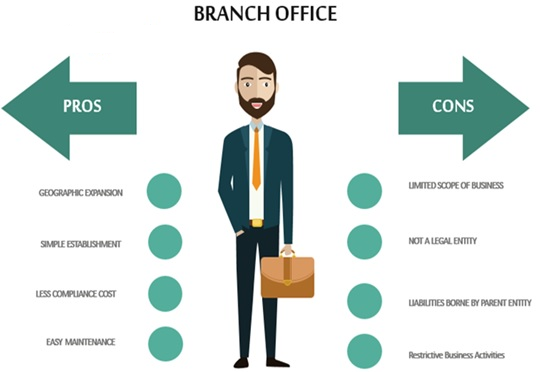 BRANCH OFFICE
PROS
CONS
GEOGRAPHIC EXPANSION
SIMPLE ESTABLISHMENT
LESS COMPLIANCE COST
EASY MAINTENANCE
LIMITED SCOPE OF BUSINESS
NOT A LEGAL ENTITY
LIABILITIES BORNE BY PARENT ENTITY
Restrictive Business Activities